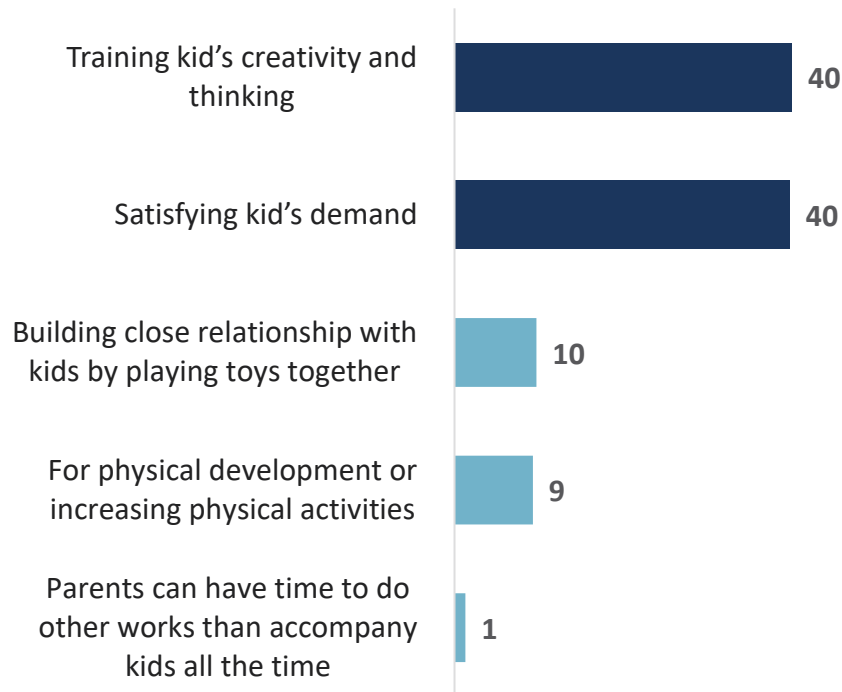 Training kid’s creativity and
thinking
40
Satisfying kid’s demand
40
Building close relationship with
kids by playing toys together
10
For physical development or
increasing physical activities
9
Parents can have time to do
other works than accompany
kids all the time
1